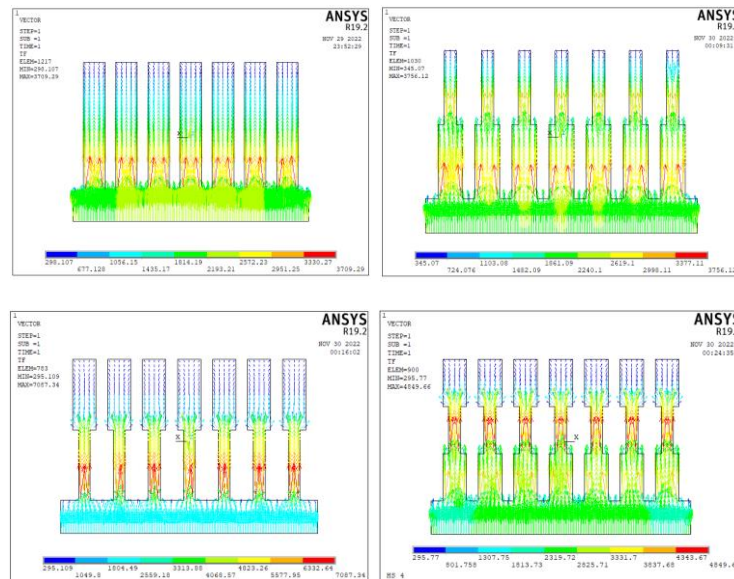 1
VECTOR
STEP=1
SUB =1
TIME=1
TF
ELEM=1217
MIN=298.107
MAX=3709.29
ANSYS
R19.2
NOV 29 2022
23:52:29
X
298.107 1056.15 1814.19 2572.23 3330.27
677.128 1435.17 2193.21 2951.25 3709.29
1
VECTOR
STEP=1
SUB =1
TIME=1
TF
ELEM=1030
MIN=345.07
MAX=3756.12
ANSYS
R19.
NOV 30 2022
00:09:31
X
345.07 1103.08 1861.09 2619.1 3377.11
724.076 1482.09 2240.1 2998.11 3756.12
1
VECTOR
STEP=1
SUB =1
TIME=1
TF
ELEM=783
MIN=295.109
MAX=7087.34
ANSYS
R19.2
NOV 30 2022
00:16:02
X
295.109 1804.49 3313.88 4823.26 6332.64
1049.8 2559.18 4068.57 5577.95 7087.34
1
VECTOR
STEP=1
SUB =1
TIME=1
TF
ELEM=900
MIN=295.77
MAX=4849.66
ANSYS
R19.
NOV 30 2022
00:24:35
X
295.77 1307.75 2319.72 3331.7 4343.67
801.758 1813.73 2825.71 3837.68 4849.6
HS 4